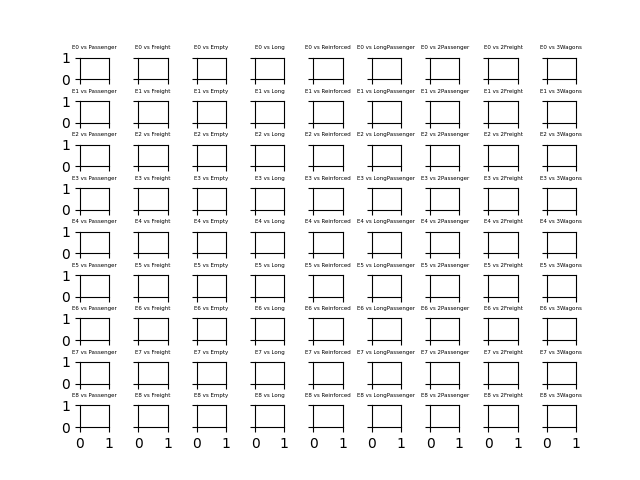 E0 vs Passenger E0 vs Freight E0 vs Empty E0 vs Long E0 vs Reinforced E0 vs LongPassenger E0 vs 2Passenger E0 vs 2Freight E0 vs 3Wagons
1
0
E1 vs Passenger E1 vs Freight E1 vs Empty E1 vs Long E1 vs Reinforced E1 vs LongPassenger E1 vs 2Passenger E1 vs 2Freight E1 vs 3Wagons
1
0
E2 vs Passenger E2 vs Freight E2 vs Empty E2 vs Long E2 vs Reinforced E2 vs LongPassenger E2 vs 2Passenger E2 vs 2Freight E2 vs 3Wagons
1
0
E3 vs Passenger E3 vs Freight E3 vs Empty E3 vs Long E3 vs Reinforced E3 vs LongPassenger E3 vs 2Passenger E3 vs 2Freight E3 vs 3Wagons
1
0
E4 vs Passenger E4 vs Freight E4 vs Empty E4 vs Long E4 vs Reinforced E4 vs LongPassenger E4 vs 2Passenger E4 vs 2Freight E4 vs 3Wagons
1
0
E5 vs Passenger E5 vs Freight E5 vs Empty E5 vs Long E5 vs Reinforced E5 vs LongPassenger E5 vs 2Passenger E5 vs 2Freight E5 vs 3Wagons
1
0
E6 vs Passenger E6 vs Freight E6 vs Empty E6 vs Long E6 vs Reinforced E6 vs LongPassenger E6 vs 2Passenger E6 vs 2Freight E6 vs 3Wagons
1
0
E7 vs Passenger E7 vs Freight E7 vs Empty E7 vs Long E7 vs Reinforced E7 vs LongPassenger E7 vs 2Passenger E7 vs 2Freight E7 vs 3Wagons
1
0
E8 vs Passenger E8 vs Freight E8 vs Empty E8 vs Long E8 vs Reinforced E8 vs LongPassenger E8 vs 2Passenger E8 vs 2Freight E8 vs 3Wagons
1
0
0 1 0 1 0 1 0 1 0 1 0 1 0 1 0 1 0 1